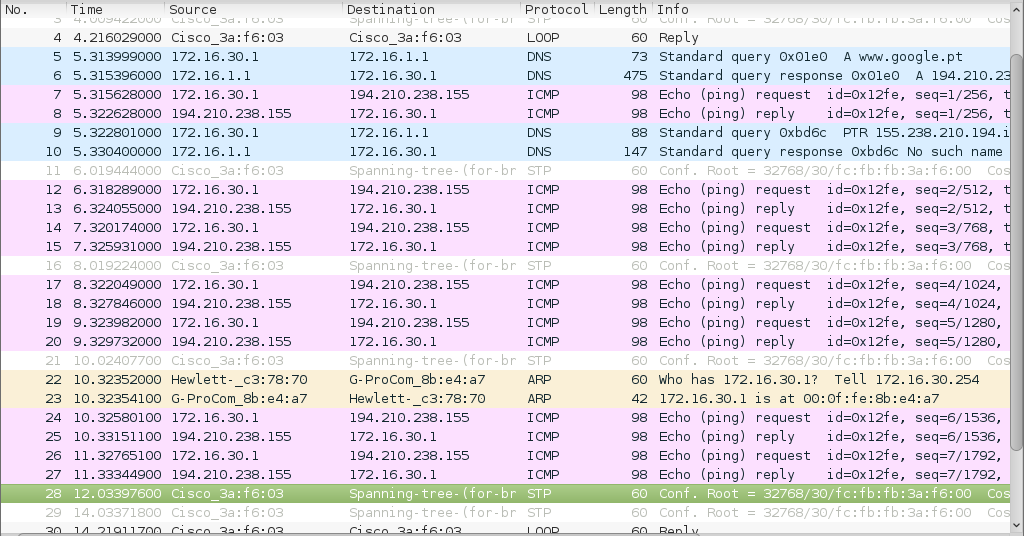 No. Time Source Destination Protocol Length Info
3 4.009422000 Cisco_3a:f6:03 Spanning-tree-(for-br STP 60 Conf. Root = 32768/30/fc:fb:fb:3a:f6:00 Cos
4 4.216029000 Cisco_3a:f6:03 Cisco_3a:f6:03 LOOP 60 Reply
5 5.313999000 172.16.30.1 172.16.1.1 DNS 73 Standard query 0x01e0 A www.google.pt
6 5.315396000 172.16.1.1 172.16.30.1 DNS 475 Standard query response 0x01e0 A 194.210.23
7 5.315628000 172.16.30.1 194.210.238.155 ICMP 98 Echo (ping) request id=0x12fe, seq=1/256, t
8 5.322628000 194.210.238.155 172.16.30.1 ICMP 98 Echo (ping) reply id=0x12fe, seq=1/256, t
9 5.322801000 172.16.30.1 172.16.1.1 DNS 88 Standard query 0xbd6c PTR 155.238.210.194.i
10 5.330400000 172.16.1.1 172.16.30.1 DNS 147 Standard query response 0xbd6c No such name
11 6.019444000 Cisco_3a:f6:03 Spanning-tree-(for-br STP 60 Conf. Root = 32768/30/fc:fb:fb:3a:f6:00 Cos
12 6.318289000 172.16.30.1 194.210.238.155 ICMP 98 Echo (ping) request id=0x12fe, seq=2/512, t
13 6.324055000 194.210.238.155 172.16.30.1 ICMP 98 Echo (ping) reply id=0x12fe, seq=2/512, t
14 7.320174000 172.16.30.1 194.210.238.155 ICMP 98 Echo (ping) request id=0x12fe, seq=3/768, t
15 7.325931000 194.210.238.155 172.16.30.1 ICMP 98 Echo (ping) reply id=0x12fe, seq=3/768, t
16 8.019224000 Cisco_3a:f6:03 Spanning-tree-(for-br STP 60 Conf. Root = 32768/30/fc:fb:fb:3a:f6:00 Cos
17 8.322049000 172.16.30.1 194.210.238.155 ICMP 98 Echo (ping) request id=0x12fe, seq=4/1024,
18 8.327846000 194.210.238.155 172.16.30.1 ICMP 98 Echo (ping) reply id=0x12fe, seq=4/1024,
19 9.323982000 172.16.30.1 194.210.238.155 ICMP 98 Echo (ping) request id=0x12fe, seq=5/1280,
20 9.329732000 194.210.238.155 172.16.30.1 ICMP 98 Echo (ping) reply id=0x12fe, seq=5/1280,
21 10.02407700 Cisco_3a:f6:03 Spanning-tree-(for-br STP 60 Conf. Root = 32768/30/fc:fb:fb:3a:f6:00 Cos
22 10.32352000 Hewlett-_c3:78:70 G-ProCom_8b:e4:a7 ARP 60 Who has 172.16.30.1? Tell 172.16.30.254
23 10.32354100 G-ProCom_8b:e4:a7 Hewlett-_c3:78:70 ARP 42 172.16.30.1 is at 00:0f:fe:8b:e4:a7
24 10.32580100 172.16.30.1 194.210.238.155 ICMP 98 Echo (ping) request id=0x12fe, seq=6/1536,
25 10.33151100 194.210.238.155 172.16.30.1 ICMP 98 Echo (ping) reply id=0x12fe, seq=6/1536,
26 11.32765100 172.16.30.1 194.210.238.155 ICMP 98 Echo (ping) request id=0x12fe, seq=7/1792,
27 11.33344900 194.210.238.155 172.16.30.1 ICMP 98 Echo (ping) reply id=0x12fe, seq=7/1792,
28 12.03397600 Cisco_3a:f6:03 Spanning-tree-(for-br STP 60 Conf. Root = 32768/30/fc:fb:fb:3a:f6:00 Cos
29 14.03371800 Cisco_3a:f6:03 Spanning-tree-(for-br STP 60 Conf. Root = 32768/30/fc:fb:fb:3a:f6:00 Cos
30 14.21911700 Cisco_3a:f6:03 Cisco_3a:f6:03 LOOP 60 Reply